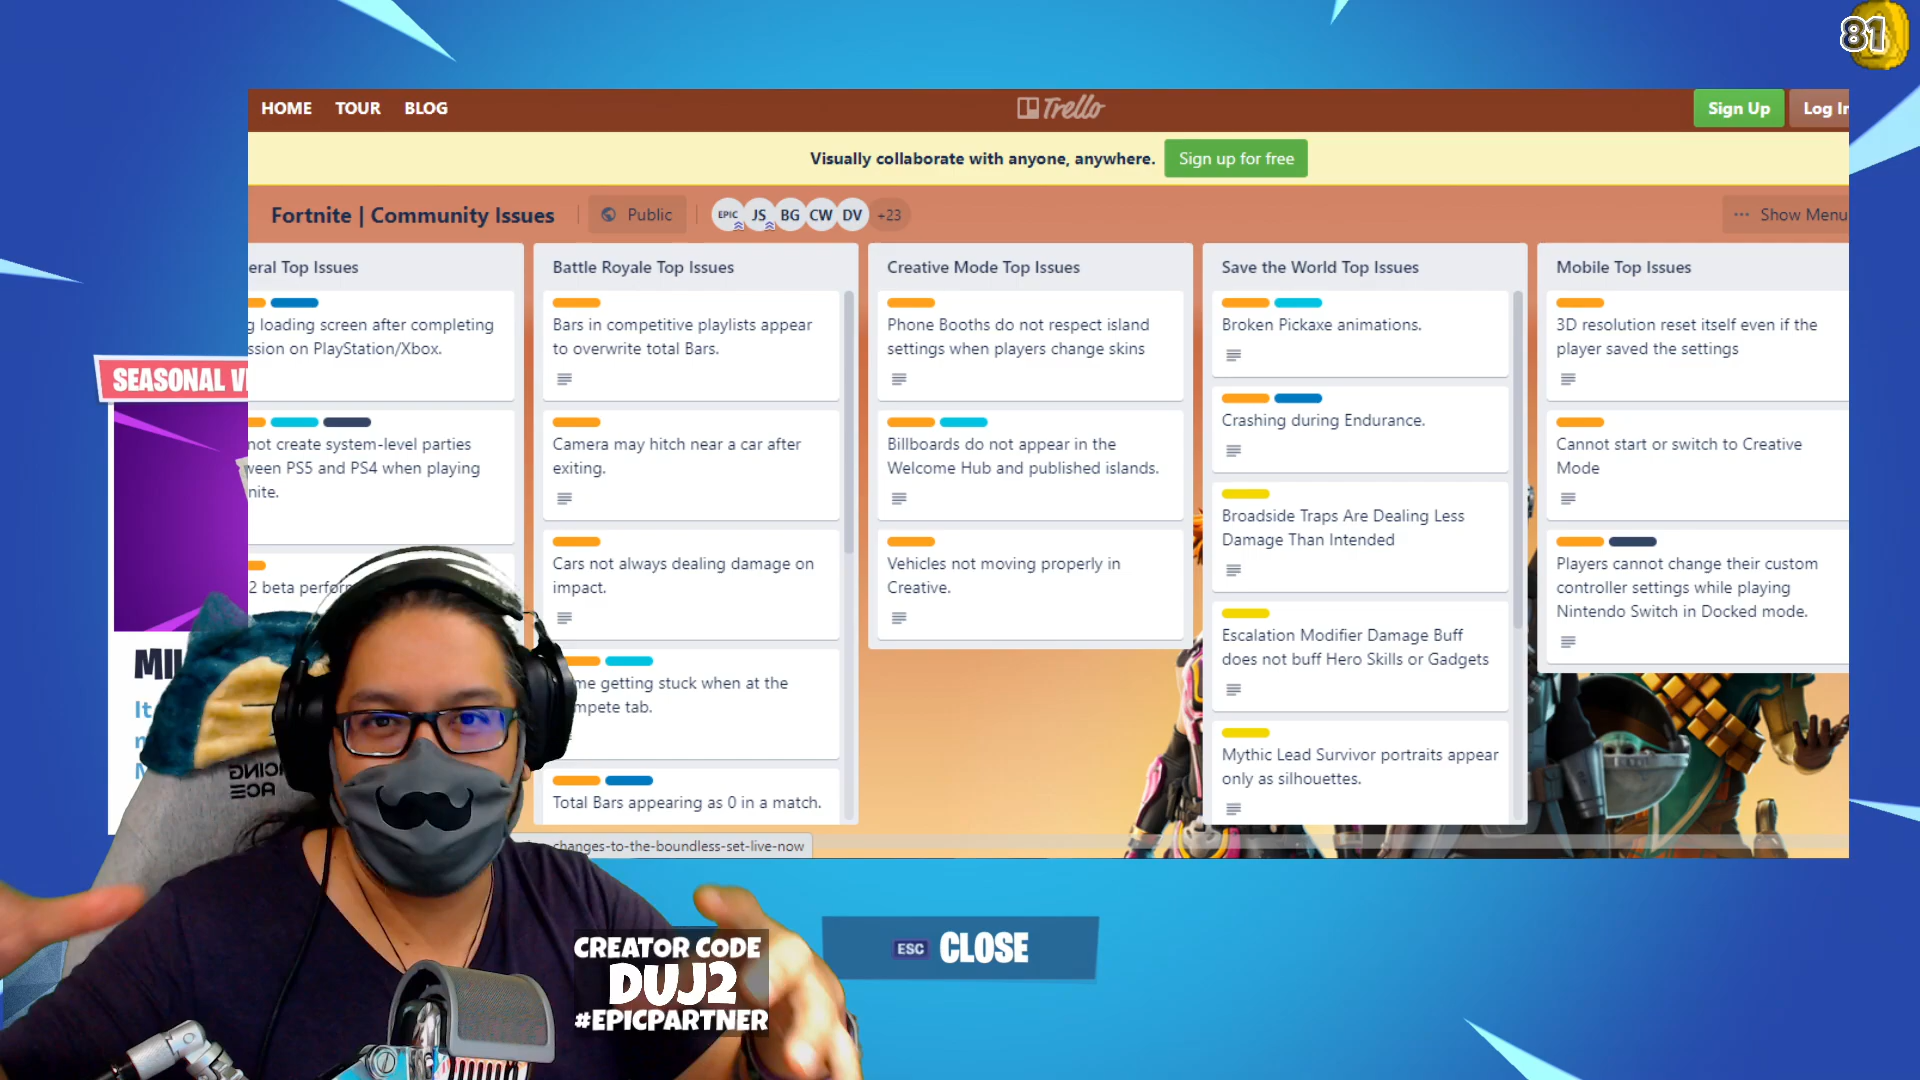 81
HOME TOUR BLOG
Trello
Sign Up
Log In
Visually collaborate with anyone, anywhere.
Sign up for free
Fortnite | Community Issues
Public
EPIC JS BG CW DV +23
Show Menu
eral Top Issues
g loading screen after completing
ssion on PlayStation/Xbox.
not create system-level parties
ween PS5 and PS4 when playing
nite.
2 beta perfor
Battle Royale Top Issues
Bars in competitive playlists appear
to overwrite total Bars.
Camera may hitch near a car after
exiting.
Cars not always dealing damage on
impact.
me getting stuck when at the
mpete tab.
Total Bars appearing as 0 in a match.
Creative Mode Top Issues
Phone Booths do not respect island
settings when players change skins
Billboards do not appear in the
Welcome Hub and published islands.
Vehicles not moving properly in
Creative.
Save the World Top Issues
Broken Pickaxe animations.
Crashing during Endurance.
Broadside Traps Are Dealing Less
Damage Than Intended
Escalation Modifier Damage Buff
does not buff Hero Skills or Gadgets
Mythic Lead Survivor portraits appear
only as silhouettes.
Mobile Top Issues
3D resolution reset itself even if the
player saved the settings
Cannot start or switch to Creative
Mode
Players cannot change their custom
controller settings while playing
Nintendo Switch in Docked mode.
changes-to-the-boundless-set-live-now
SEASONAL V
MI
It
CREATOR CODE
DUJ2
#EPICPARTNER
ESC CLOSE